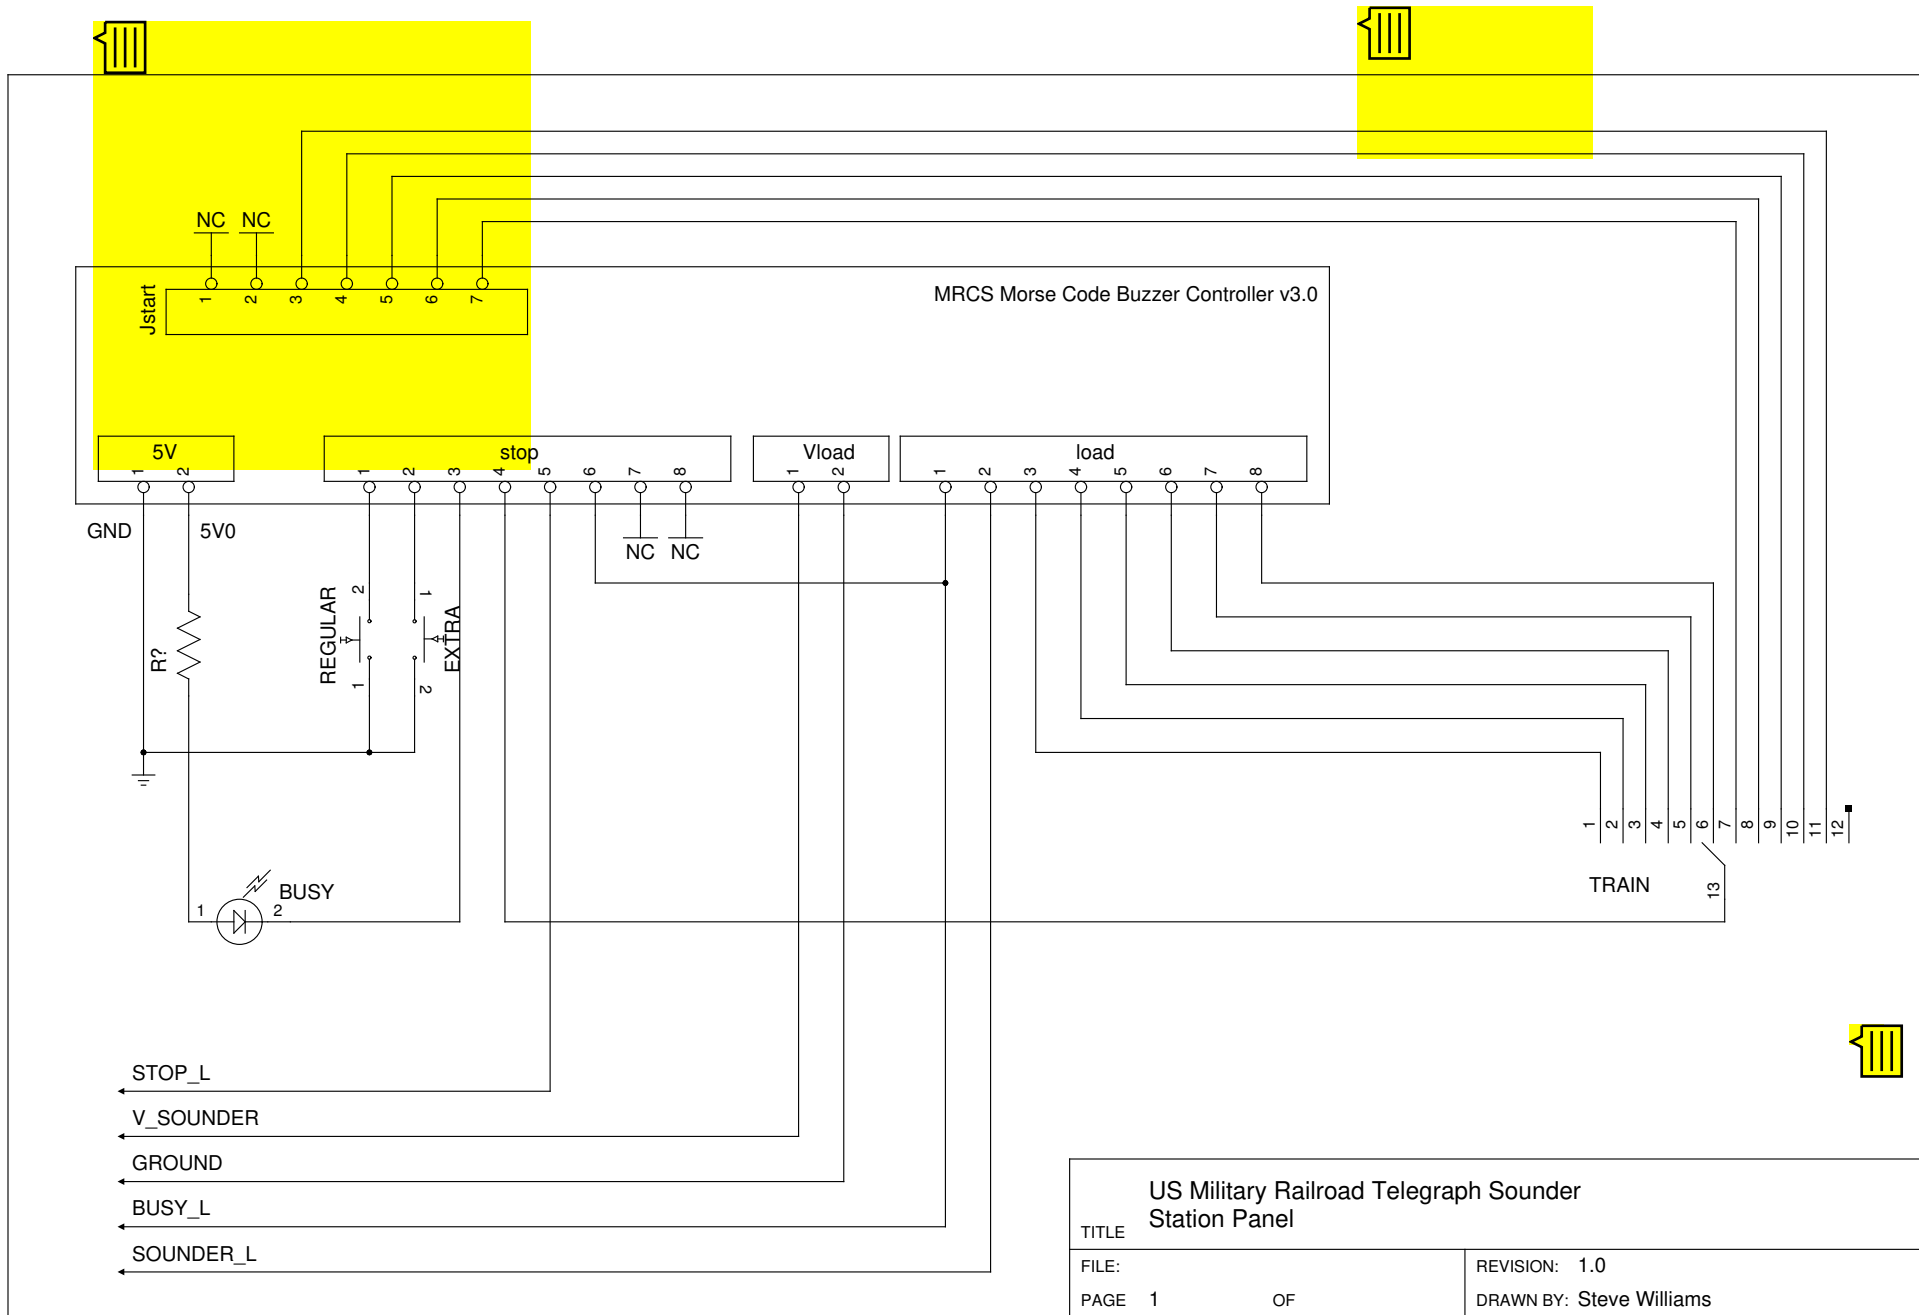 NC NC
1 2 3 4 5 6 7
Jstart
MRCS Morse Code Buzzer Controller v3.0
5V stop Vload load
1 2 1 2 3 4 5 6 7 8 1 2 1 2 3 4 5 6 7 8
GND 5V0
NC NC
2 1
REGULAR EXTRA
R?
1 2
1 2 3 4 5 6 7 8 9 10 11 12
TRAIN 13
BUSY
1 2
STOP_L
V_SOUNDER
GROUND
BUSY_L
SOUNDER_L
US Military Railroad Telegraph Sounder
Station Panel
TITLE
FILE: REVISION: 1.0
PAGE 1 OF DRAWN BY: Steve Williams